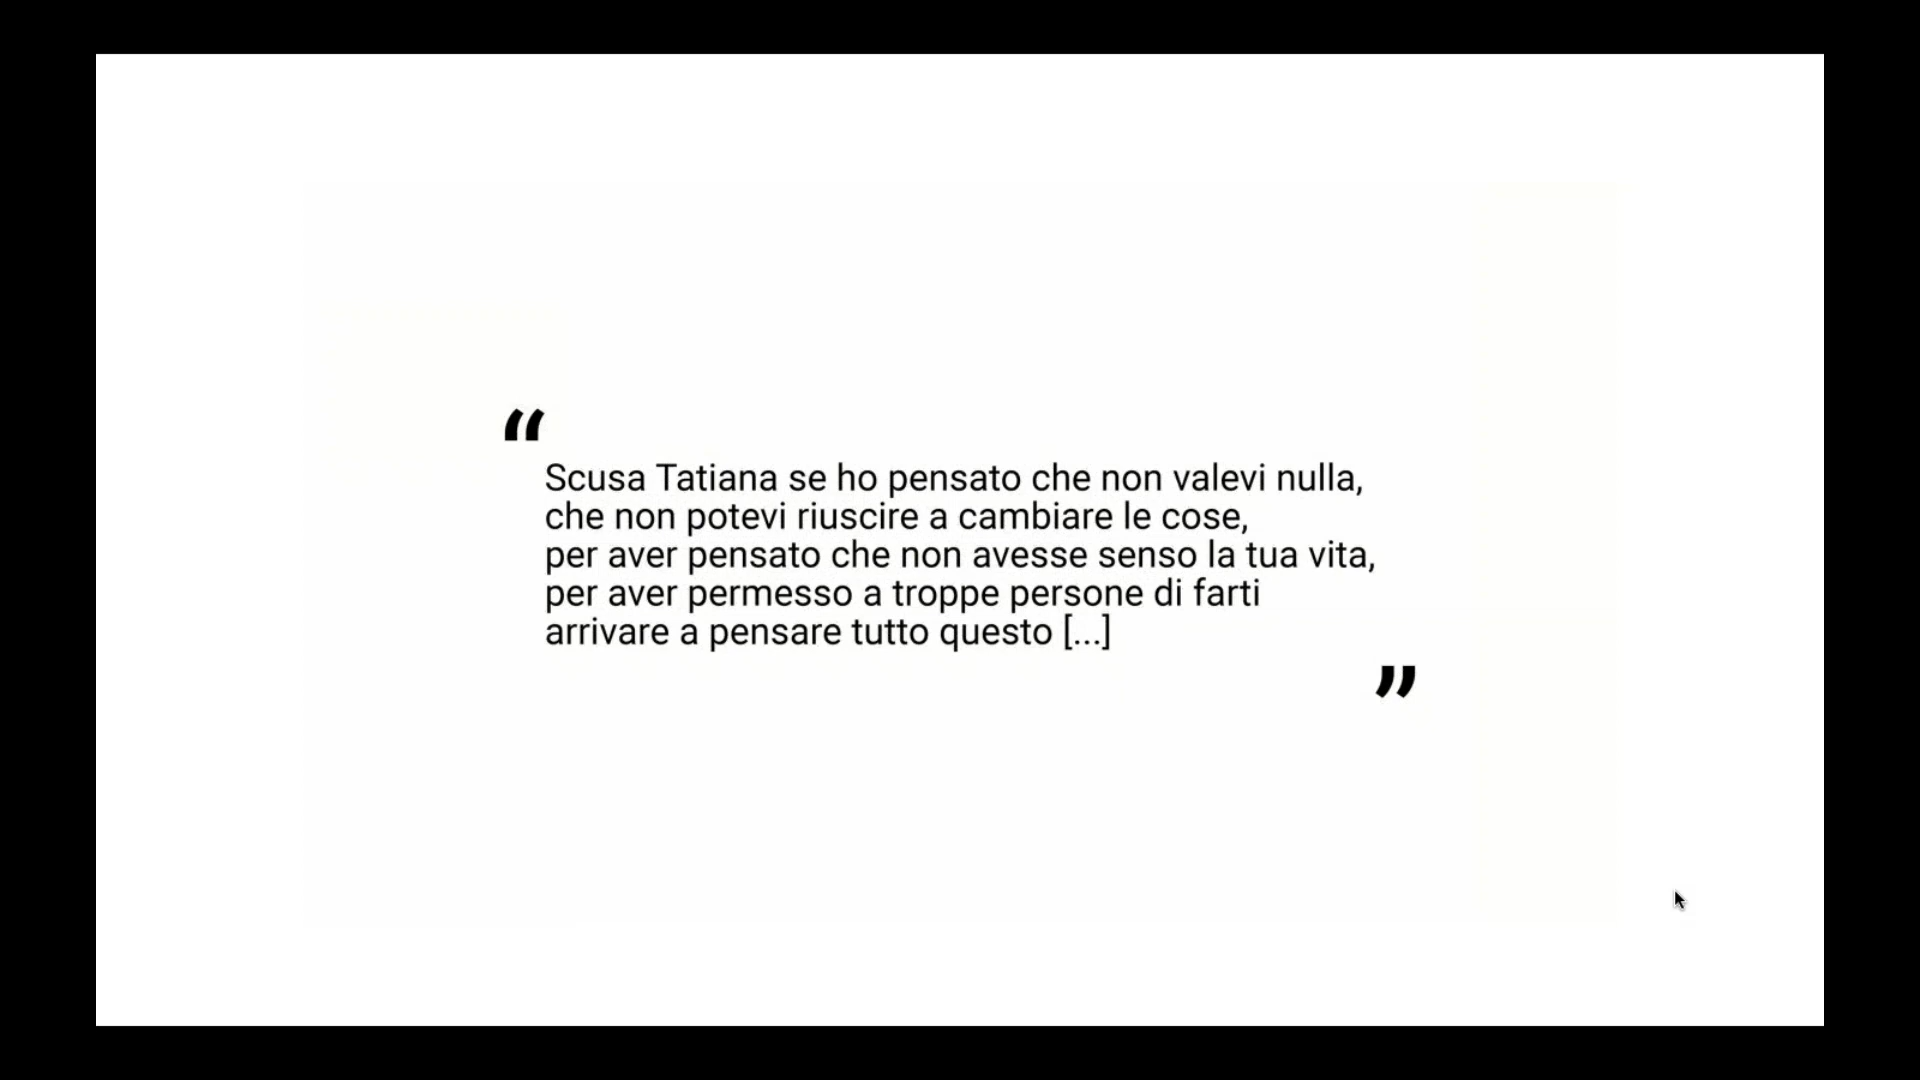 “
Scusa Tatiana se ho pensato che non valevi nulla,
che non potevi riuscire a cambiare le cose,
per aver pensato che non avesse senso la tua vita,
per aver permesso a troppe persone di farti
arrivare a pensare tutto questo [...]
”